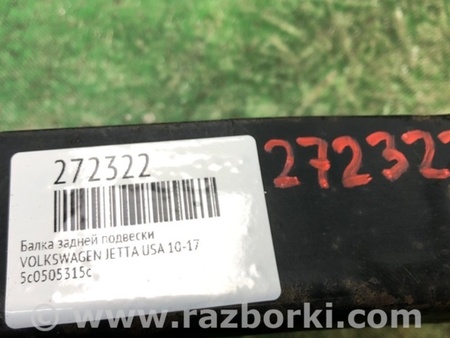 272322
Балка задней подвески
VOLKSWAGEN JETTA USA 10-17
5c0505315c
272322
www.razborki.com